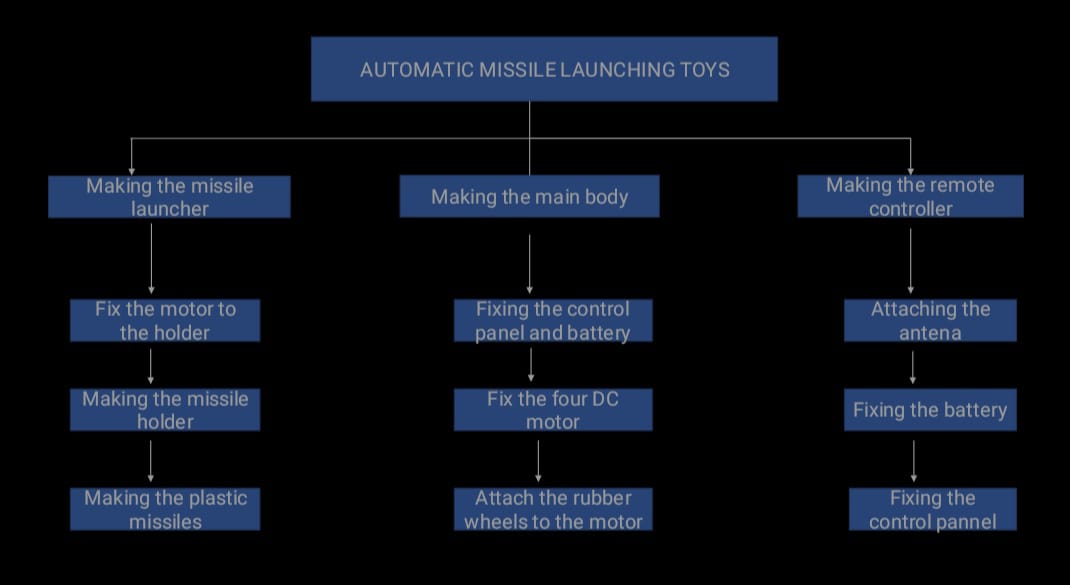 AUTOMATIC MISSILE LAUNCHING TOYS
Making the missile
launcher
Making the main body
Making the remote
controller
Fix the motor to
the holder
Fixing the control
panel and battery
Attaching the
antena
Making the missile
holder
Fix the four DC
motor
Fixing the battery
Making the plastic
missiles
Attach the rubber
wheels to the motor
Fixing the
control pannel